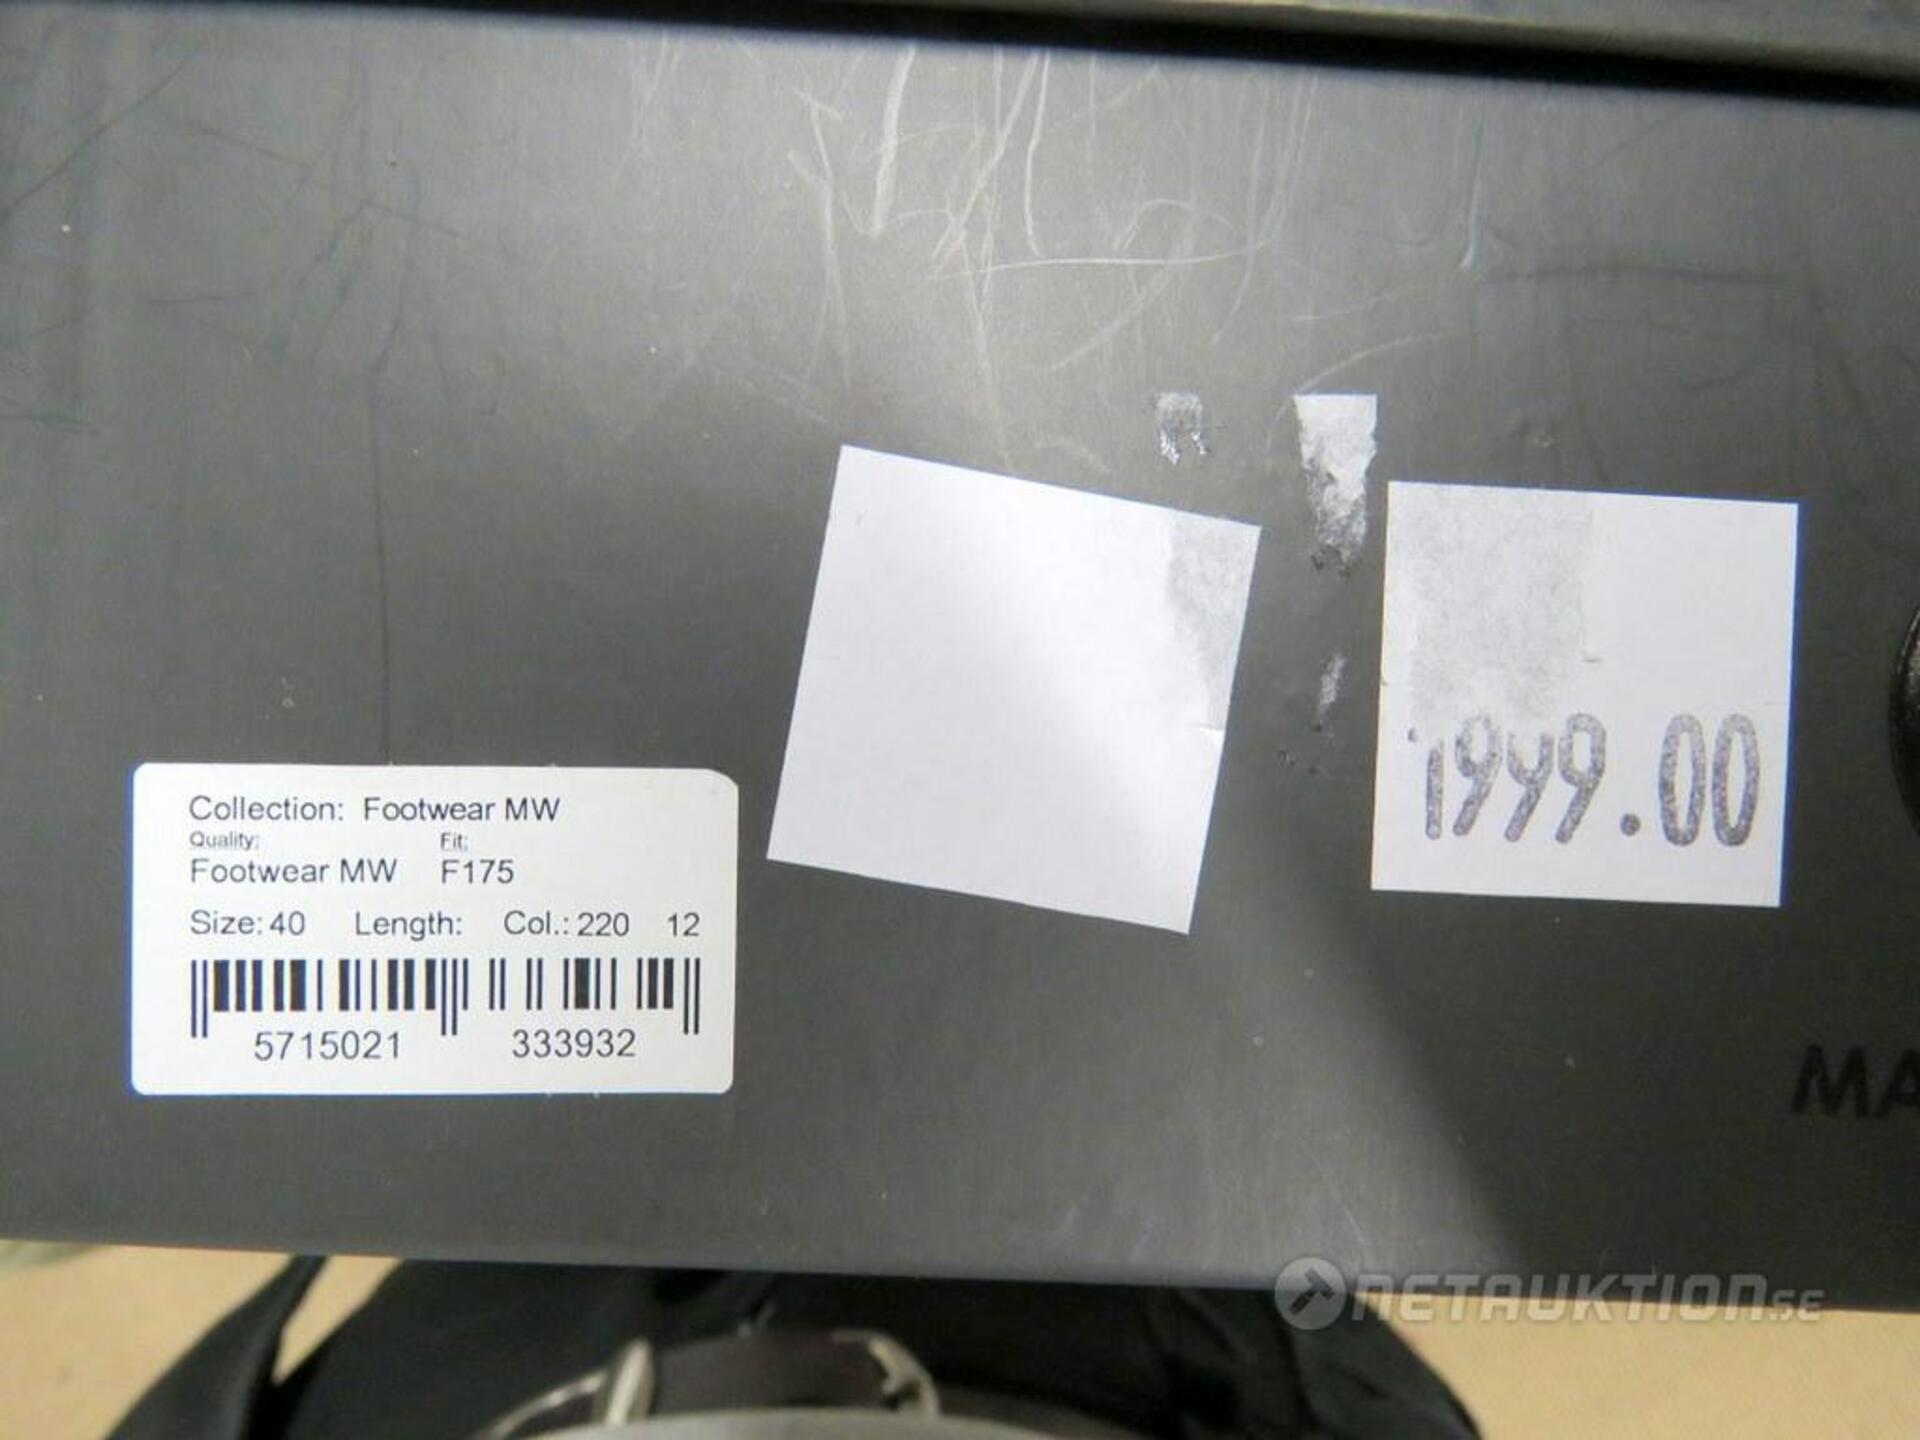 Collection: Footwear MW
Quality: Fit:
Footwear MW F175
Size: 40 Length: Col.: 220 12
5715021 333932
1999.00
MA
NETAUKTION.SE